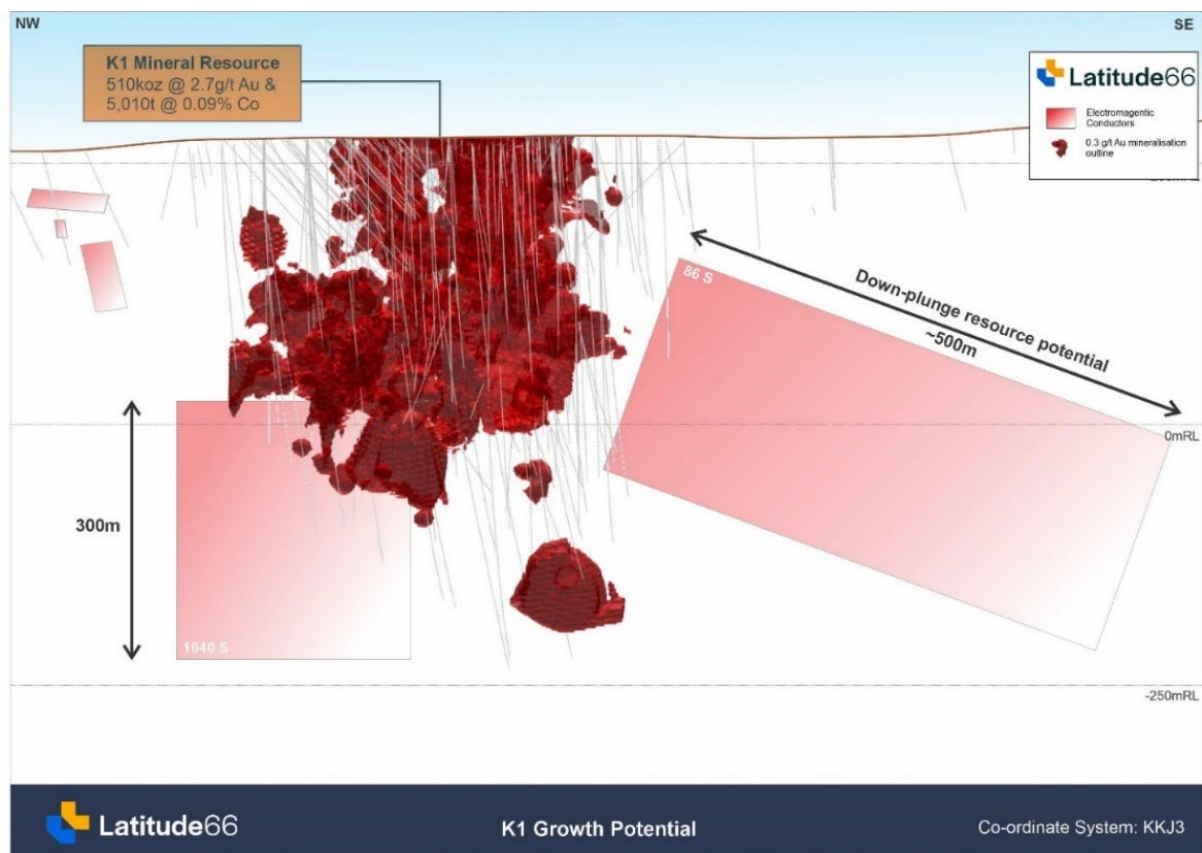 NW
SE
K1 Mineral Resource
510koz @ 2.7g/t Au &
5,010t @ 0.09% Co
Latitude66
Electromagentic
Conductors
0.3 g/t Au mineralisation
outline
86 S
Down-plunge resource potential
~500m
0mRL
300m
1040 S
-250mRL
Latitude66
K1 Growth Potential
Co-ordinate System: KKJ3